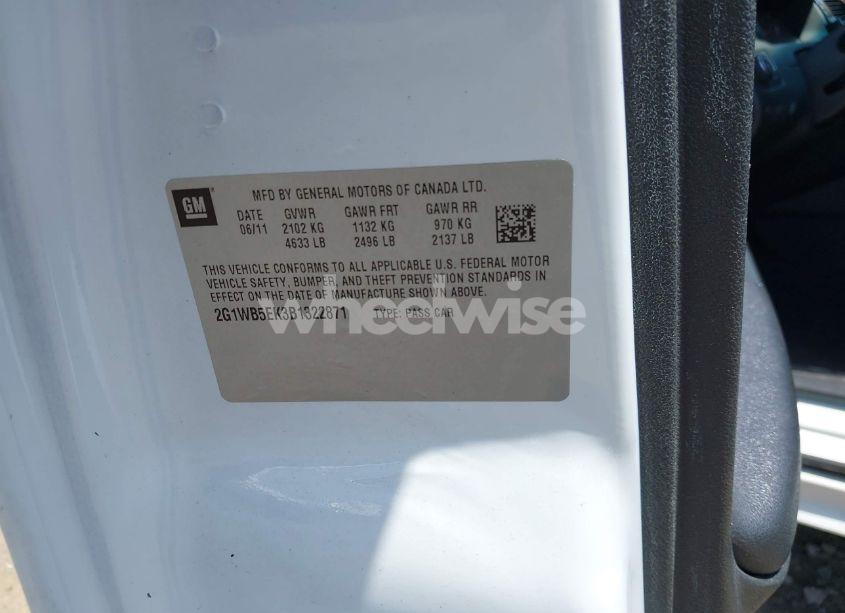 GM
MFD BY GENERAL MOTORS OF CANADA LTD.
DATE GVWR GAWR FRT GAWR RR
06/11 2102 KG 1132 KG 970 KG
4633 LB 2496 LB 2137 LB
THIS VEHICLE CONFORMS TO ALL APPLICABLE U.S. FEDERAL MOTOR
VEHICLE SAFETY, BUMPER, AND THEFT PREVENTION STANDARDS IN
EFFECT ON THE DATE OF MANUFACTURE SHOWN ABOVE.
2G1WB5EK3B1322871 TYPE: PASS CAR
wheelwise